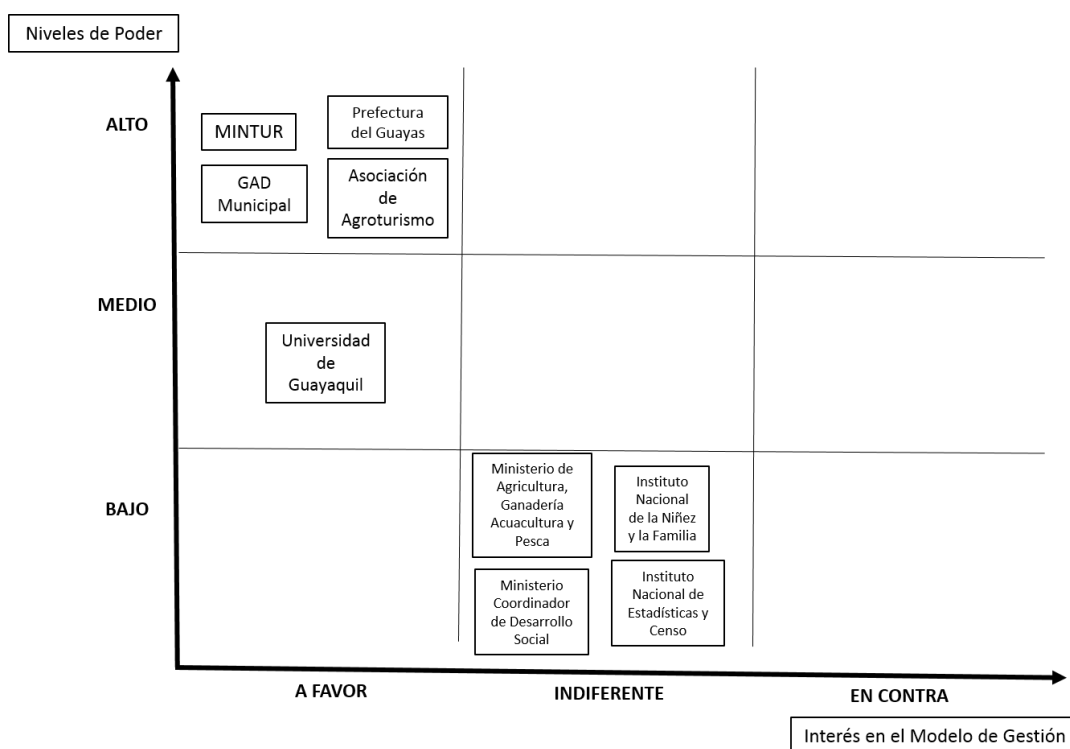 Niveles de Poder
ALTO
MINTUR
Prefectura
del Guayas
GAD
Municipal
Asociación
de
Agroturismo
MEDIO
Universidad
de
Guayaquil
BAJO
Ministerio de
Agricultura,
Ganadería
Acuacultura y
Pesca
Instituto
Nacional
de la Niñez
y la Familia
Ministerio
Coordinador
de Desarrollo
Social
Instituto
Nacional de
Estadísticas y
Censo
A FAVOR
INDIFERENTE
EN CONTRA
Interés en el Modelo de Gestión